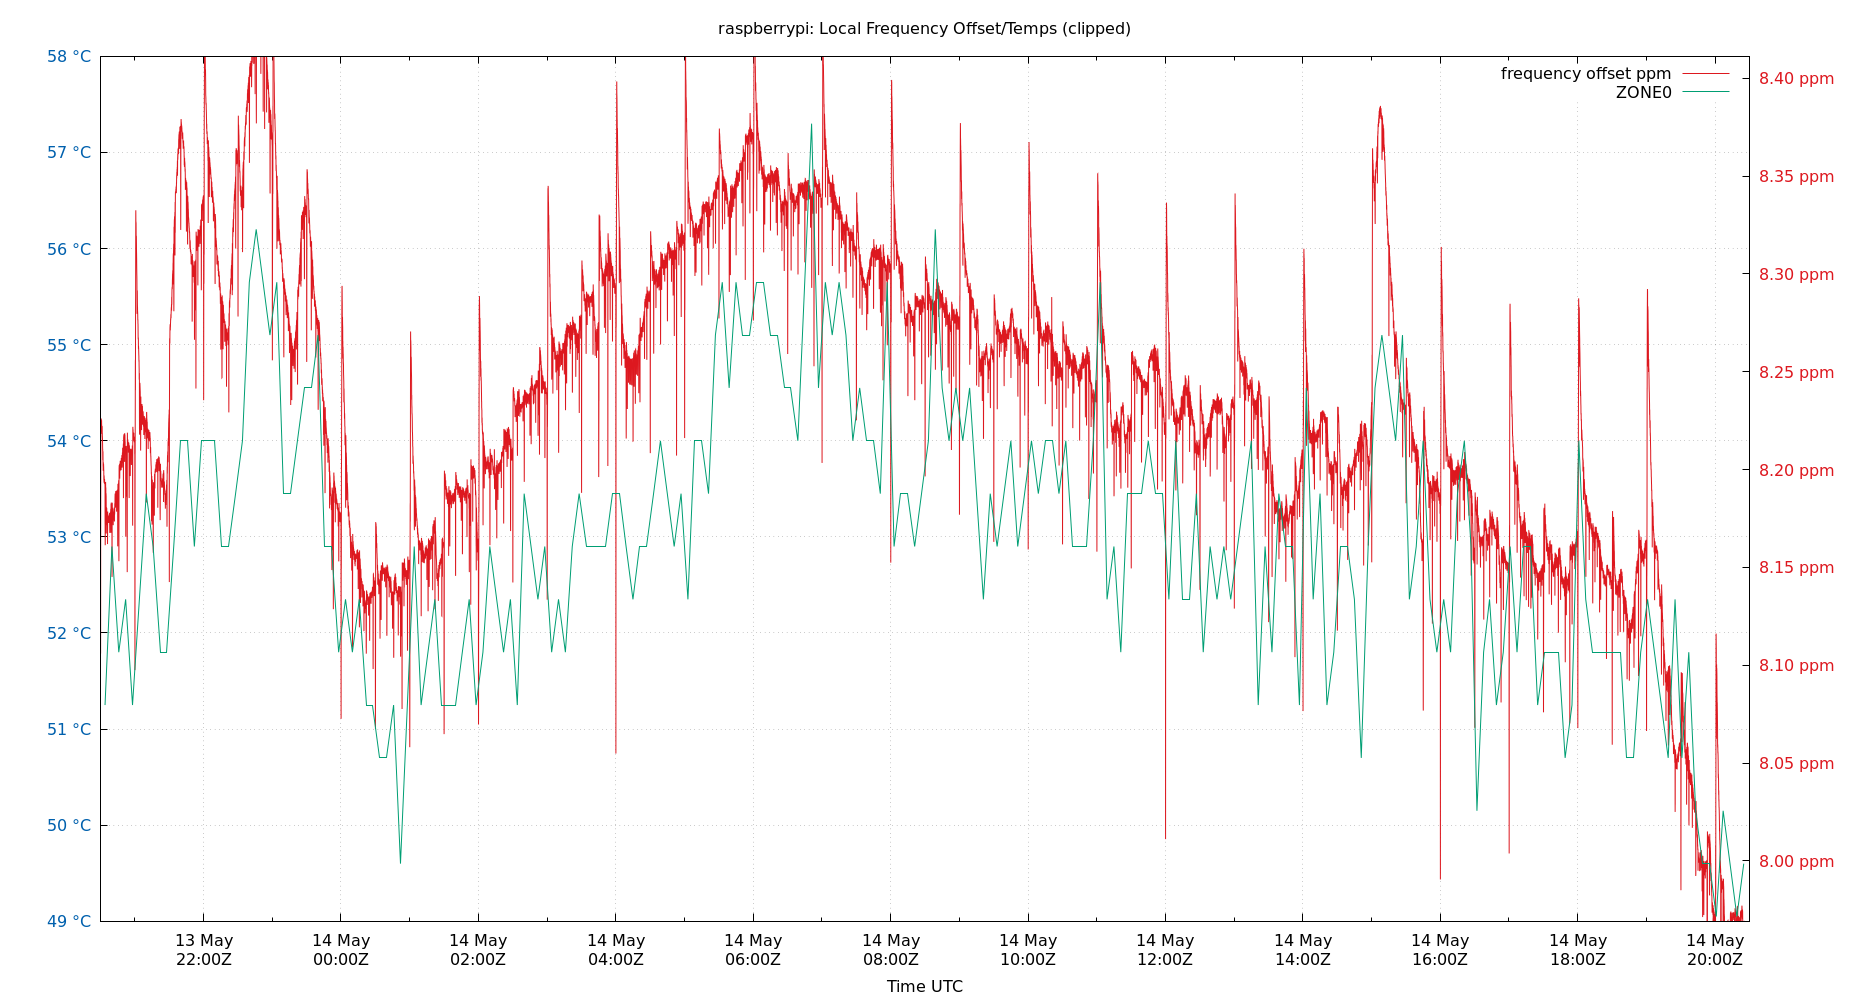 raspberrypi: Local Frequency Offset/Temps (clipped)
frequency offset ppm
ZONE0
58 °C
57 °C
56 °C
55 °C
54 °C
53 °C
52 °C
51 °C
50 °C
49 °C
8.40 ppm
8.35 ppm
8.30 ppm
8.25 ppm
8.20 ppm
8.15 ppm
8.10 ppm
8.05 ppm
8.00 ppm
13 May
22:00Z
14 May
00:00Z
14 May
02:00Z
14 May
04:00Z
14 May
06:00Z
14 May
08:00Z
14 May
10:00Z
14 May
12:00Z
14 May
14:00Z
14 May
16:00Z
14 May
18:00Z
14 May
20:00Z
Time UTC